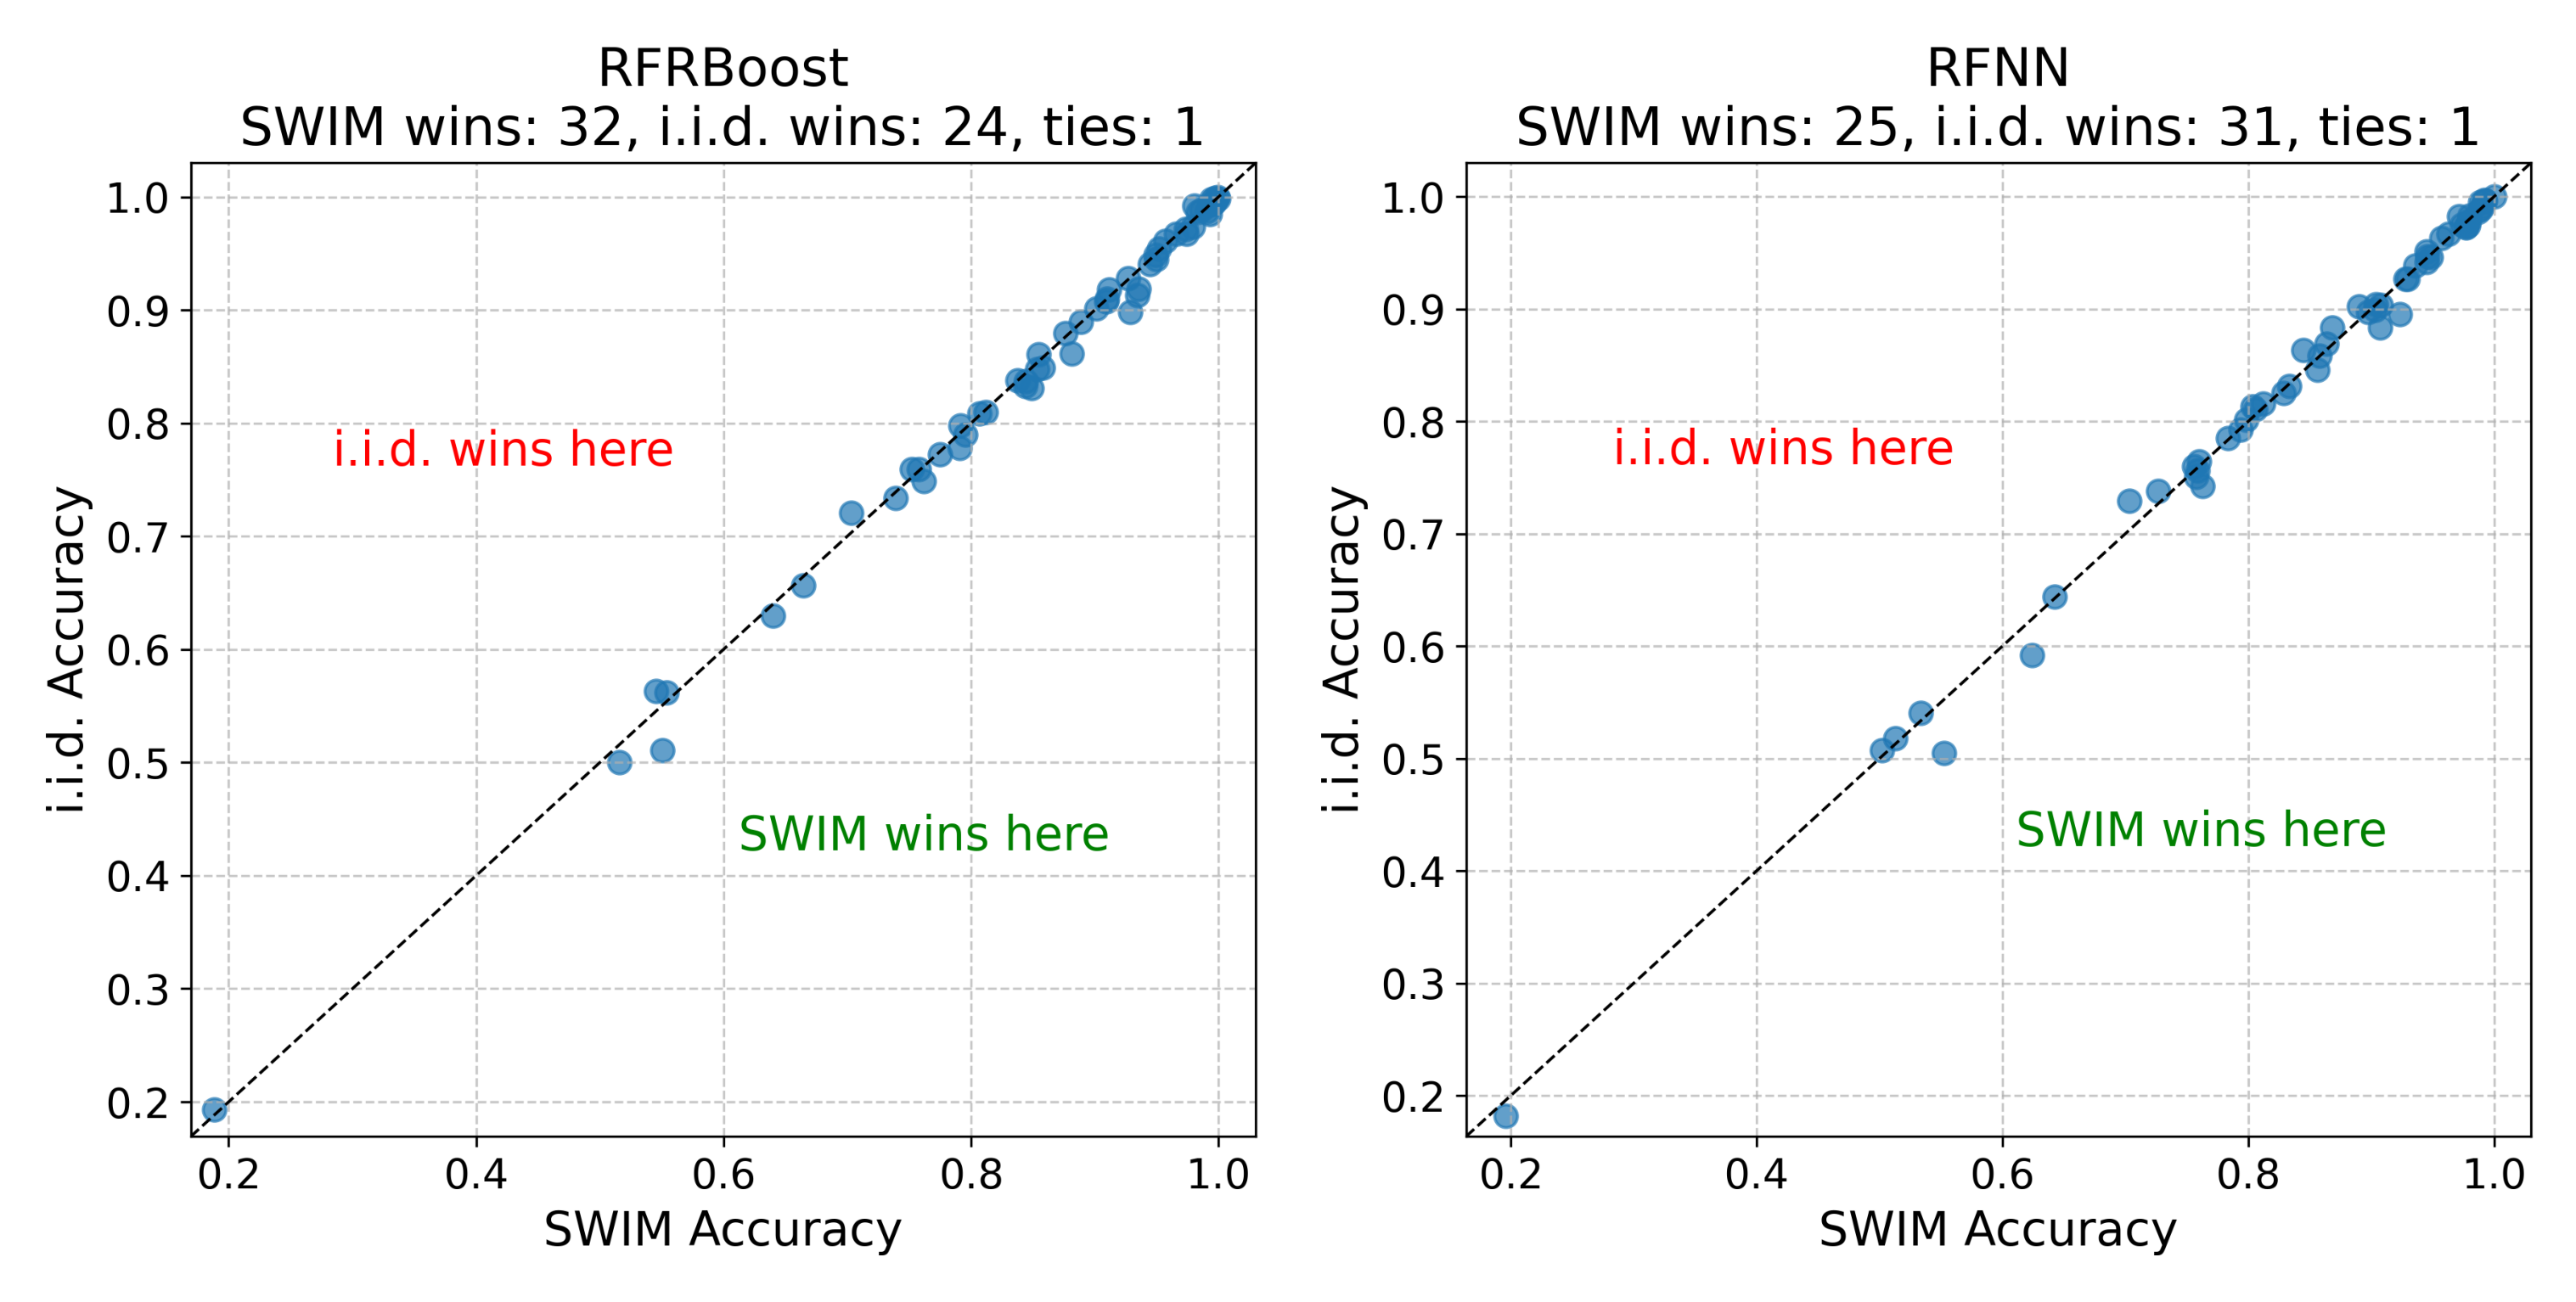 RFRBoost
SWIM wins: 32, i.i.d. wins: 24, ties: 1
i.i.d. Accuracy
1.0
0.9
0.8
0.7
0.6
0.5
0.4
0.3
0.2
i.i.d. wins here
SWIM wins here
0.2 0.4 0.6 0.8 1.0
SWIM Accuracy
RFNN
SWIM wins: 25, i.i.d. wins: 31, ties: 1
i.i.d. Accuracy
1.0
0.9
0.8
0.7
0.6
0.5
0.4
0.3
0.2
i.i.d. wins here
SWIM wins here
0.2 0.4 0.6 0.8 1.0
SWIM Accuracy